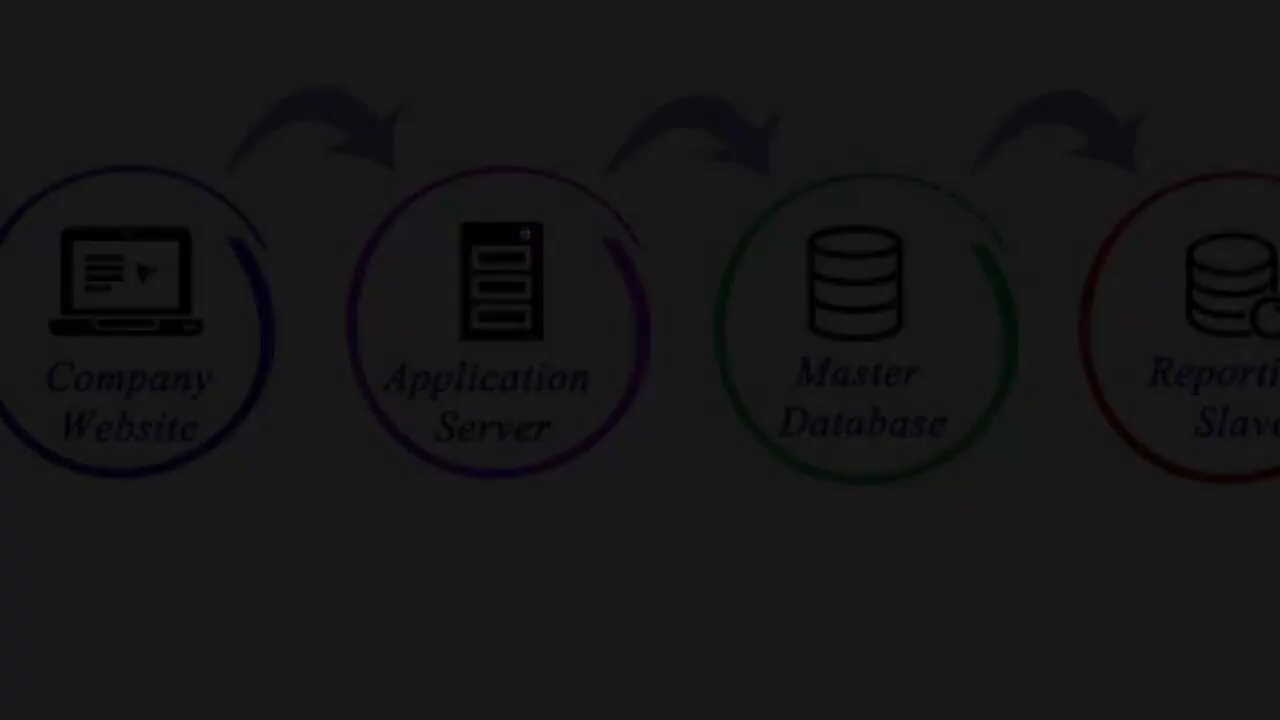 Company
Website
Application
Server
Master
Database